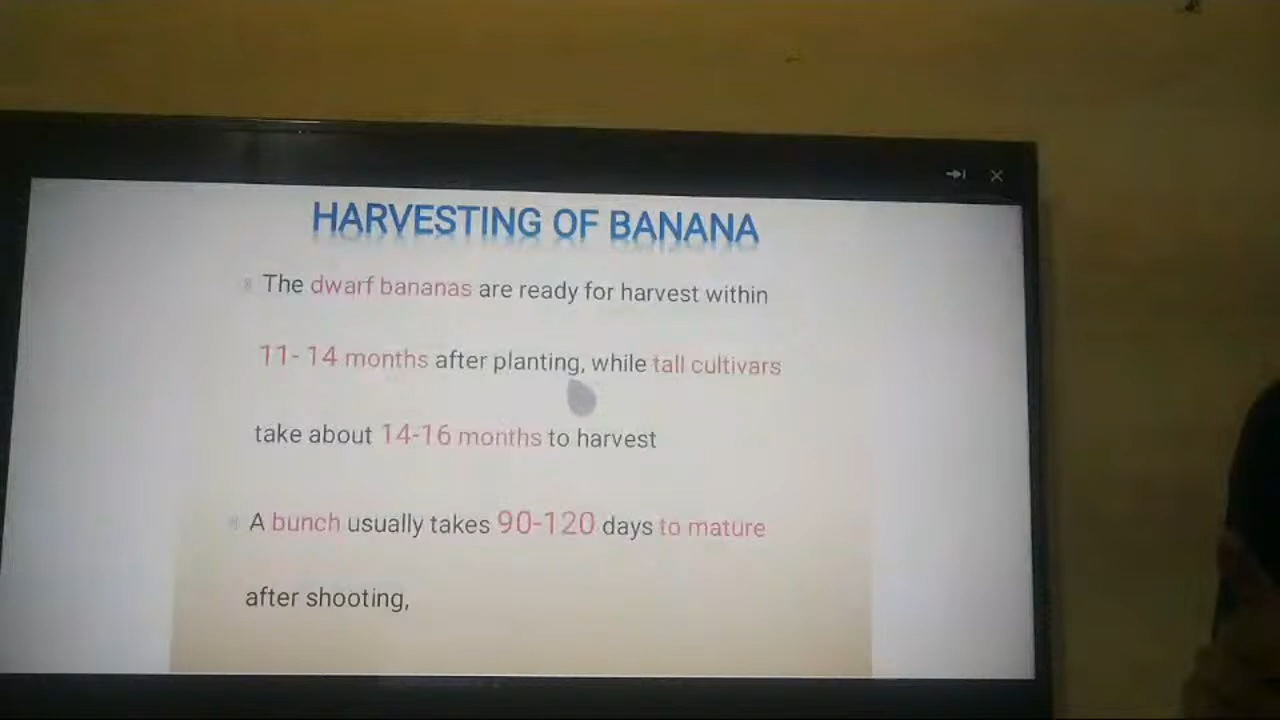 HARVESTING OF BANANA
The dwarf bananas are ready for harvest within
11- 14 months after planting, while tall cultivars
take about 14-16 months to harvest
A bunch usually takes 90-120 days to mature
after shooting,